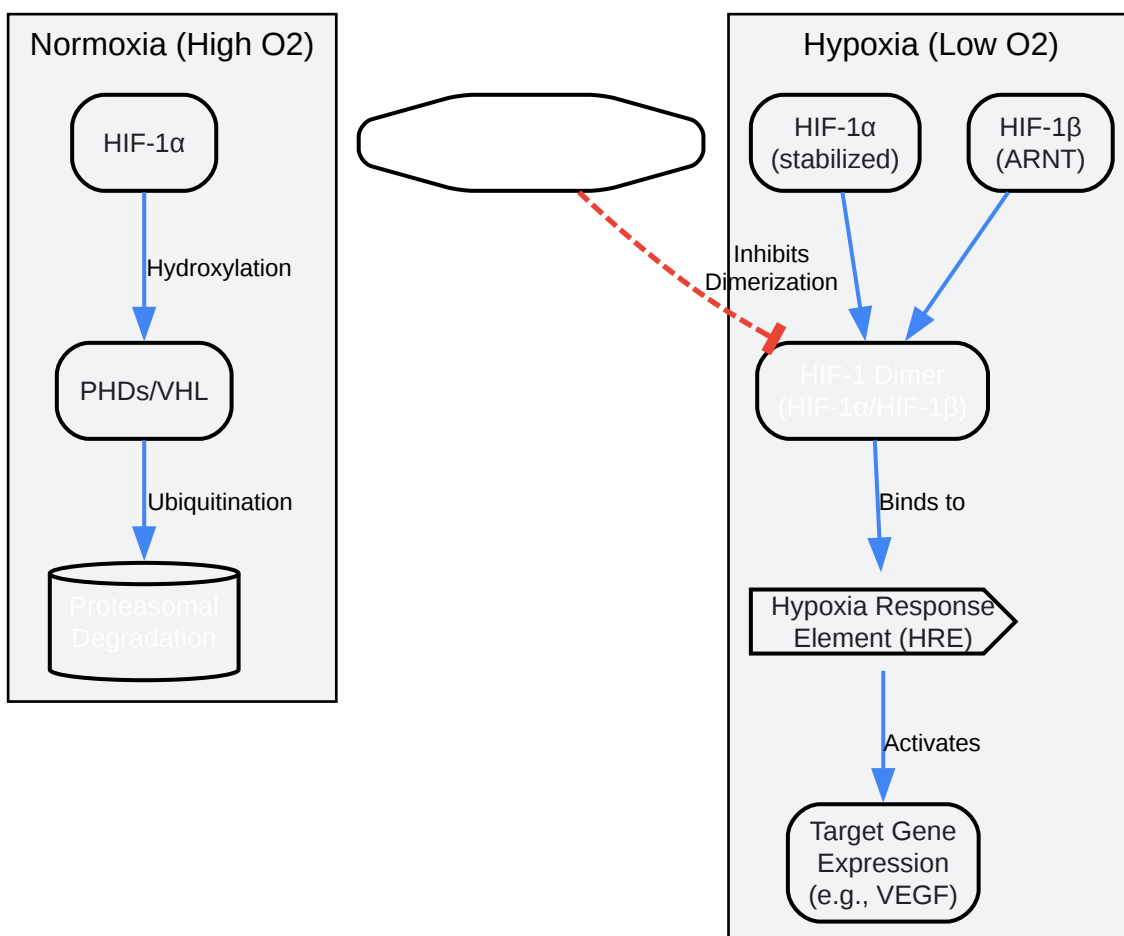 Normoxia (High O2)
HIF-1α
Hydroxylation
PHDs/VHL
Ubiquitination
Proteasomal
Degradation
Hypoxia (Low O2)
HIF-1α
(stabilized)
HIF-1β
(ARNT)
Inhibits
Dimerization
HIF-1 Dimer
(HIF-1α/HIF-1β)
Binds to
Hypoxia Response
Element (HRE)
Activates
Target Gene
Expression
(e.g., VEGF)